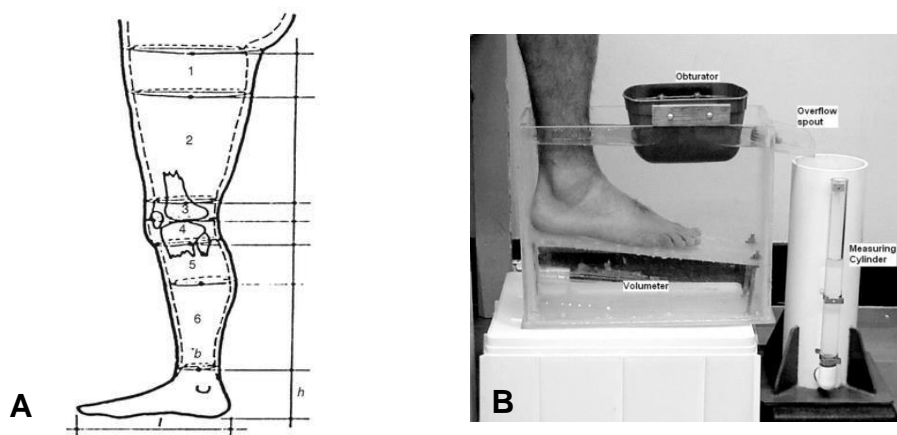 1
2
3
4
5
6
b
h
l
A
Obturator
Overflow
spout
Measuring
Cylinder
Volumeter
B